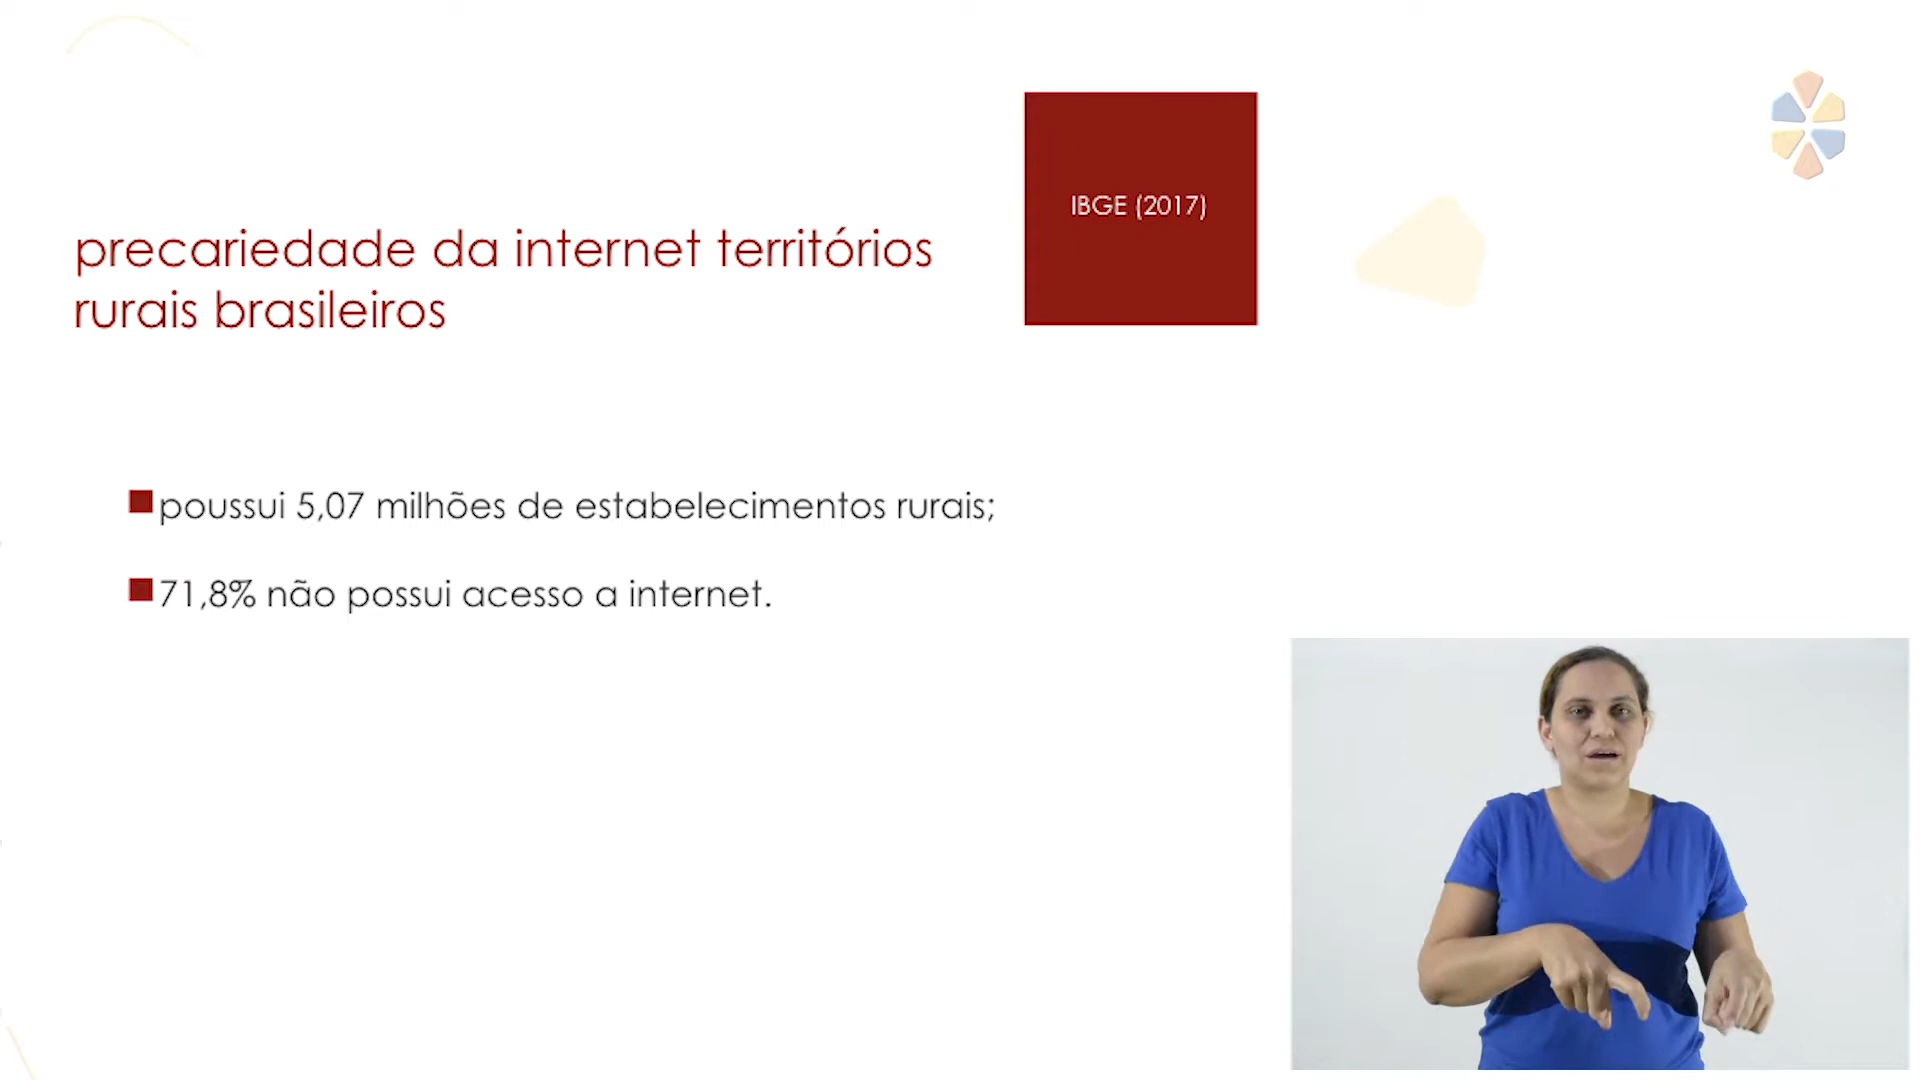 precariedade da internet territórios
rurais brasileiros
IBGE (2017)
poussui 5,07 milhões de estabelecimentos rurais;
71,8% não possui acesso a internet.